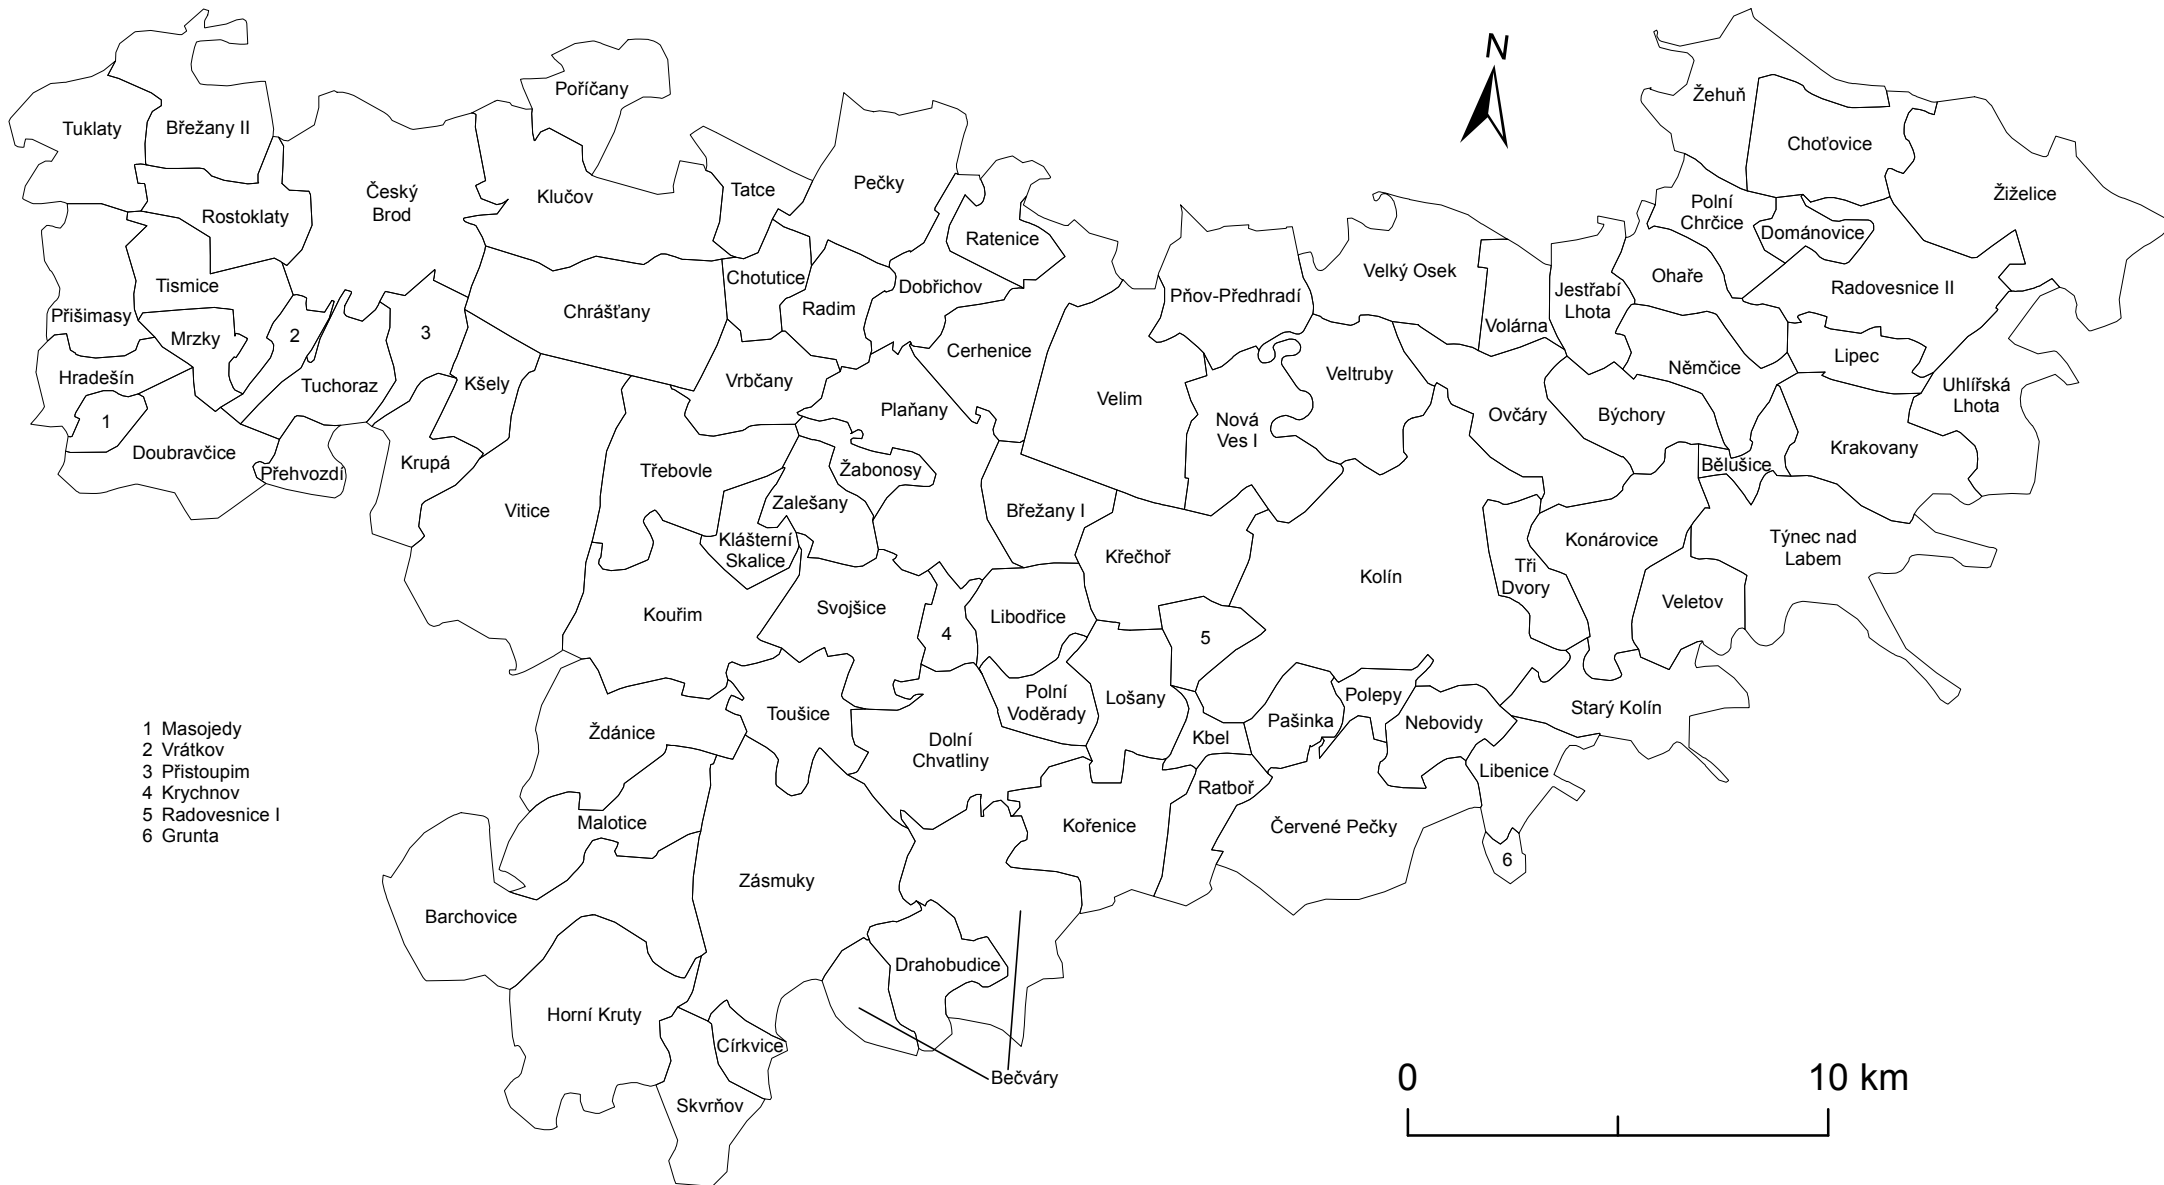 N
Poříčany
Žehuň
Tuklaty
Březany II
Choťovice
Český
Brod
Klučov
Tatce
Pečky
Rostoklaty
Polní
Chrčice
Žiželice
Ratenice
Dománovice
Tismice
Chotutice
Dobřichov
Velký Osek
Ohaře
Radovesnice II
Přišimasy
Chrášťany
Radim
Pňov-Předhradí
Jestřabí
Lhota
Volárna
Mrzky
2
3
Cerhenice
Lipec
Hradešín
Tuchoraz
Kšely
Vrbčany
Veltruby
Němčice
Uhlířská
Lhota
1
Plaňany
Velim
Nová
Ves I
Ovčáry
Býchory
Doubravčice
Přehvozdí
Krupá
Třebovle
Žabonosy
Bělušice
Krakovany
Vitice
Zalešany
Břežany I
Klášterní
Skalice
Křečhoř
Konárovice
Týnec nad
Labem
Kolín
Tři
Dvory
Kouřim
Svojšice
4
Libodřice
5
Veletov
Toušice
Polní
Voděrady
Lošany
Polepy
Pašinka
Nebovidy
Starý Kolín
Ždánice
Dolní
Chvatliny
Kbel
Libenice
1 Masojedy
2 Vrátkov
3 Přistoupim
4 Krychnov
5 Radovesnice I
6 Grunta
Ratboř
Malotice
Kořenice
Červené Pečky
6
Zásmuky
Barchovice
Drahobudice
Horní Kruty
Církvice
Bečváry
Skvrňov
0 10 km